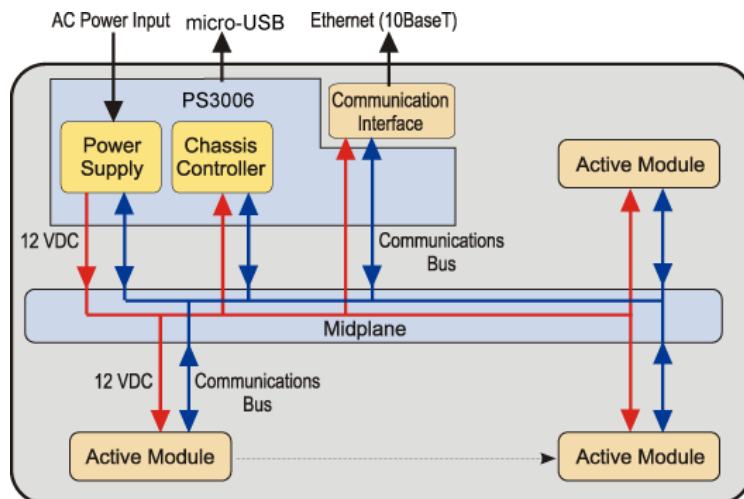 AC Power Input
micro-USB
Ethernet (10BaseT)
PS3006
Communication
Interface
Power
Supply
Chassis
Controller
Active Module
12 VDC
Communications
Bus
Midplane
12 VDC
Communications
Bus
Active Module
Active Module